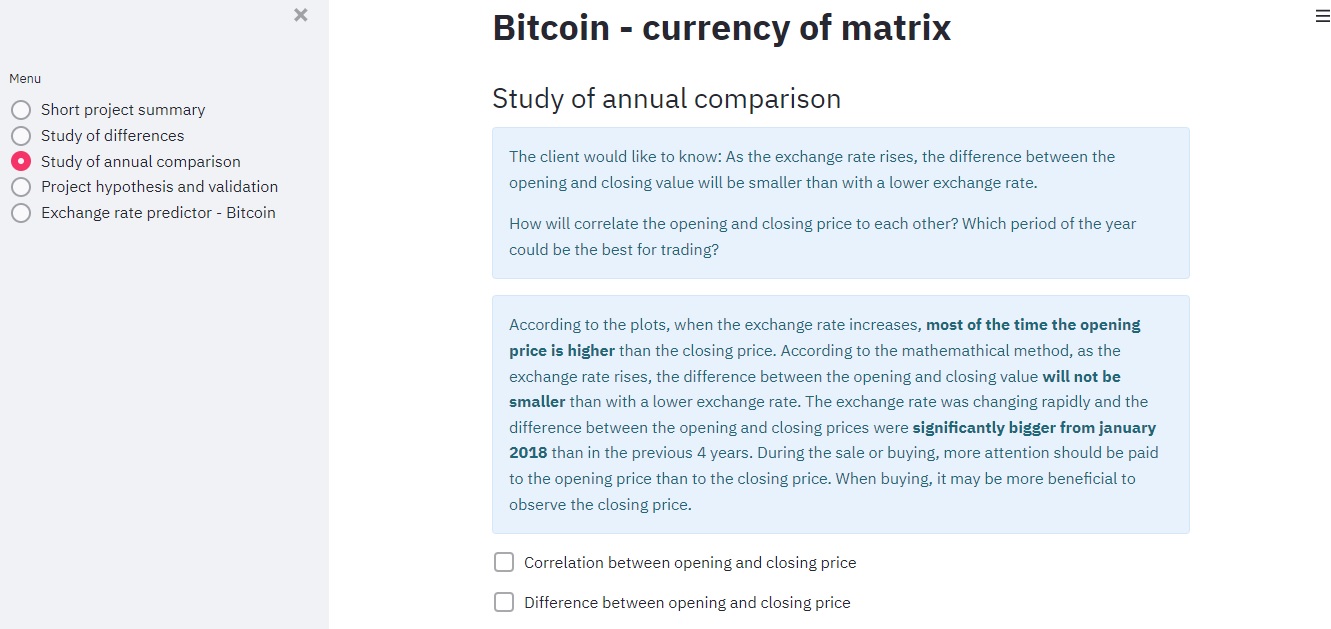 Menu
Short project summary
Study of differences
Study of annual comparison
Project hypothesis and validation
Exchange rate predictor - Bitcoin
Bitcoin - currency of matrix
Study of annual comparison
The client would like to know: As the exchange rate rises, the difference between the
opening and closing value will be smaller than with a lower exchange rate.
How will correlate the opening and closing price to each other? Which period of the year
could be the best for trading?
According to the plots, when the exchange rate increases, most of the time the opening
price is higher than the closing price. According to the mathemathical method, as the
exchange rate rises, the difference between the opening and closing value will not be
smaller than with a lower exchange rate. The exchange rate was changing rapidly and the
difference between the opening and closing prices were significantly bigger from january
2018 than in the previous 4 years. During the sale or buying, more attention should be paid
to the opening price than to the closing price. When buying, it may be more beneficial to
observe the closing price.
Correlation between opening and closing price
Difference between opening and closing price